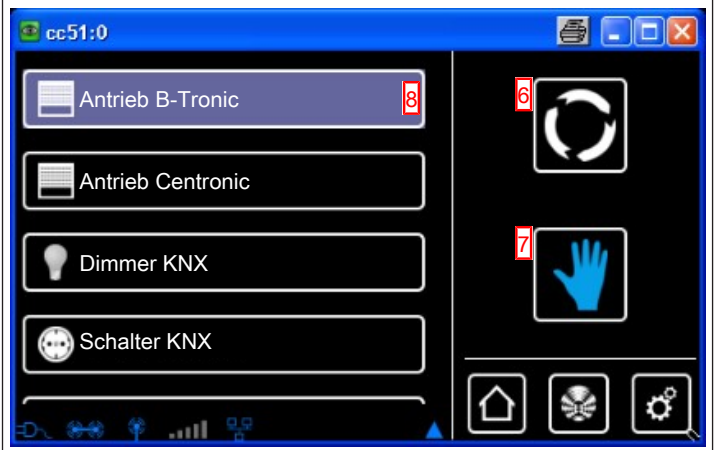 cc51:0
Antrieb B-Tronic
8
Antrieb Centronic
Dimmer KNX
Schalter KNX
6
7